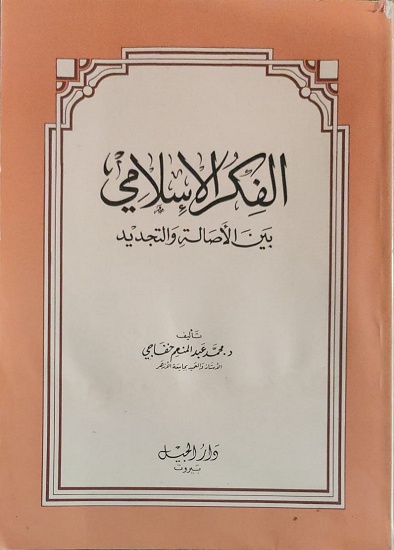 الفكر الإسلامي
بين الأصالة والتجديد
تأليف
د. محمد عبد المنعم خفاجي
الأستاذ والعميد بجامعة الأزهر
دار الجيل
بيروت